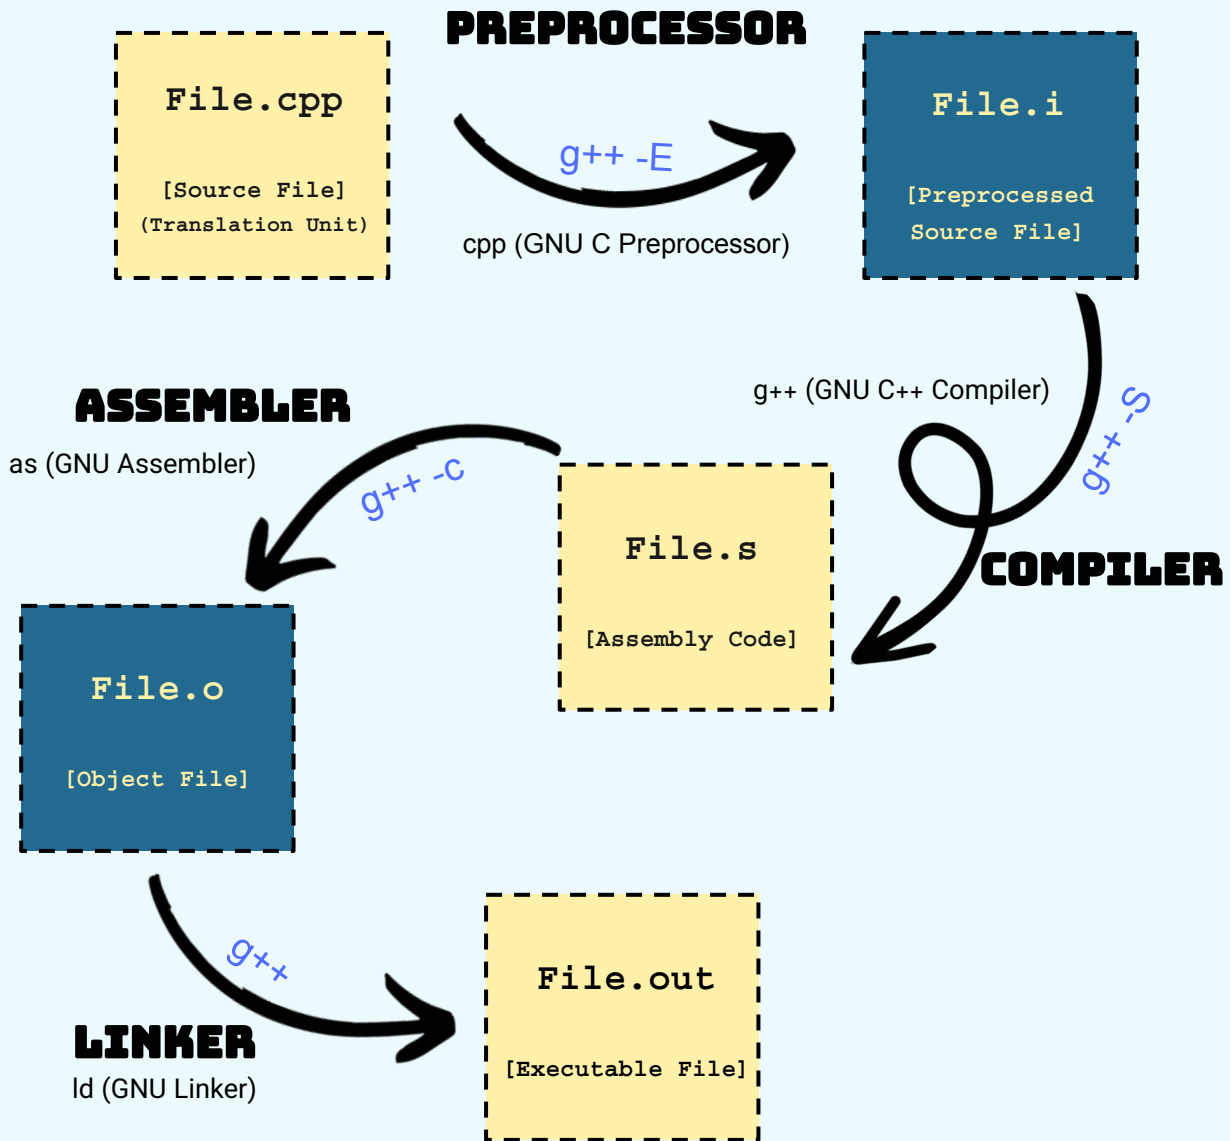 PREPROCESSOR
File.cpp
[Source File]
(Translation Unit)
g++ -E
cpp (GNU C Preprocessor)
File.i
[Preprocessed
Source File]
g++ (GNU C++ Compiler)
g++ -S
COMPILER
ASSEMBLER
as (GNU Assembler)
g++ -c
File.s
[Assembly Code]
File.o
[Object File]
g++
LINKER
ld (GNU Linker)
File.out
[Executable File]